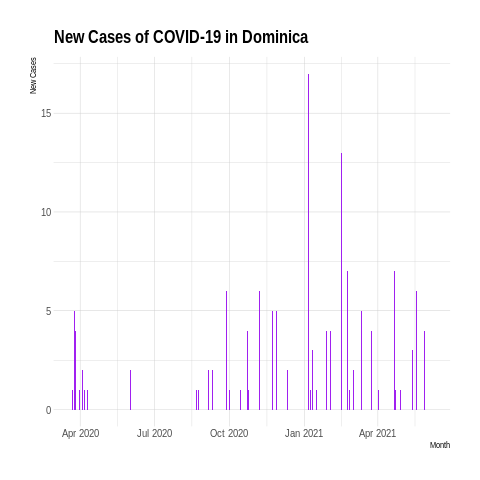 New Cases of COVID-19 in Dominica
New Cases
15
10
5
0
Apr 2020 Jul 2020 Oct 2020 Jan 2021 Apr 2021
Month